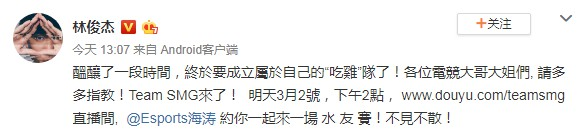 林俊杰
+关注
今天 13:07 来自 Android客户端
醞釀了一段時間，終於要成立屬於自己的“吃雞”隊了！各位電競大哥大姐們, 請多
多指教！Team SMG來了！ 明天3月2號，下午2點， www.douyu.com/teamsmg
直播間, @Esports海涛 約你一起來一場 水 友 賽！不見不散！